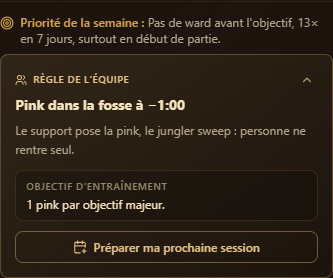 Priorité de la semaine : Pas de ward avant l'objectif, 13×
en 7 jours, surtout en début de partie.
RÈGLE DE L'ÉQUIPE
Pink dans la fosse à −1:00
Le support pose la pink, le jungler sweep : personne ne
rentre seul.
OBJECTIF D'ENTRAÎNEMENT
1 pink par objectif majeur.
Préparer ma prochaine session